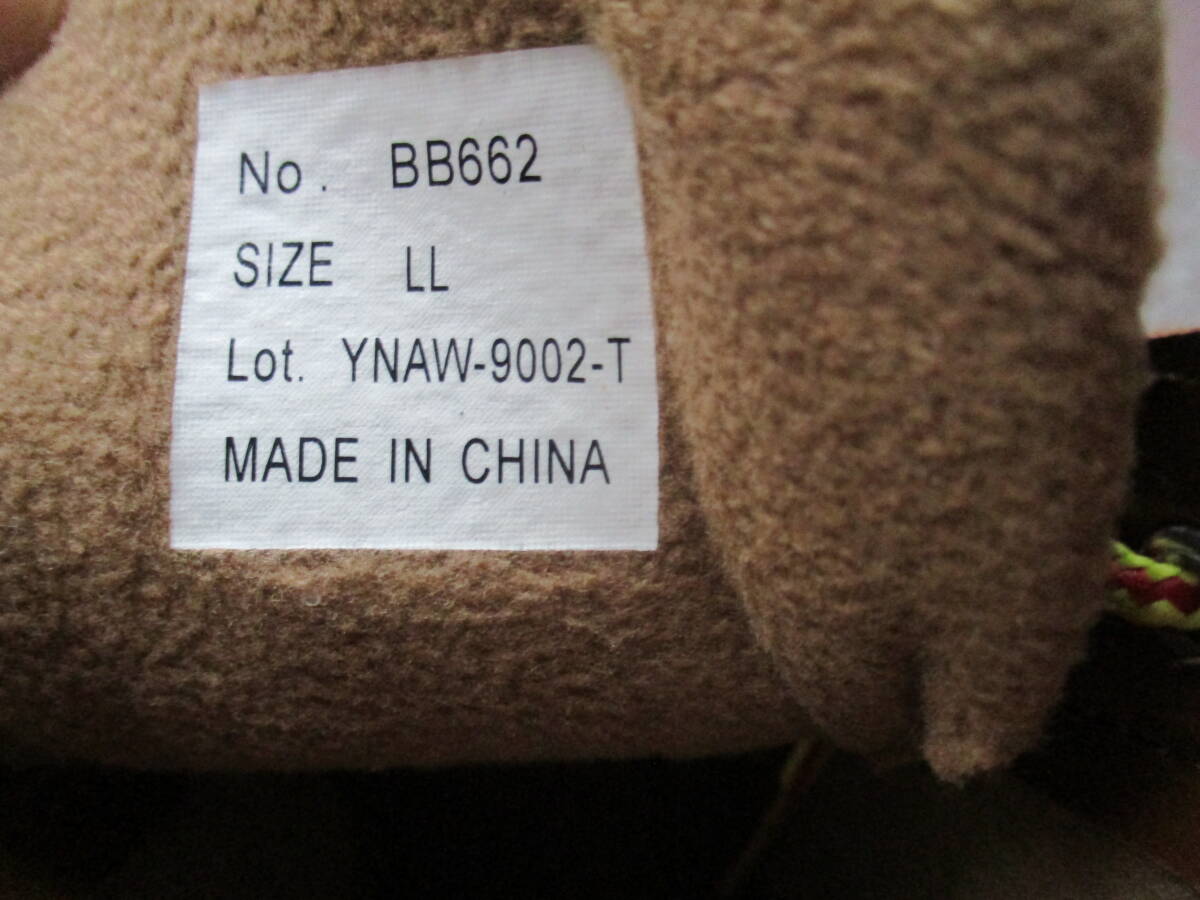 No. BB662
SIZE LL
Lot. YNAW-9002-T
MADE IN CHINA